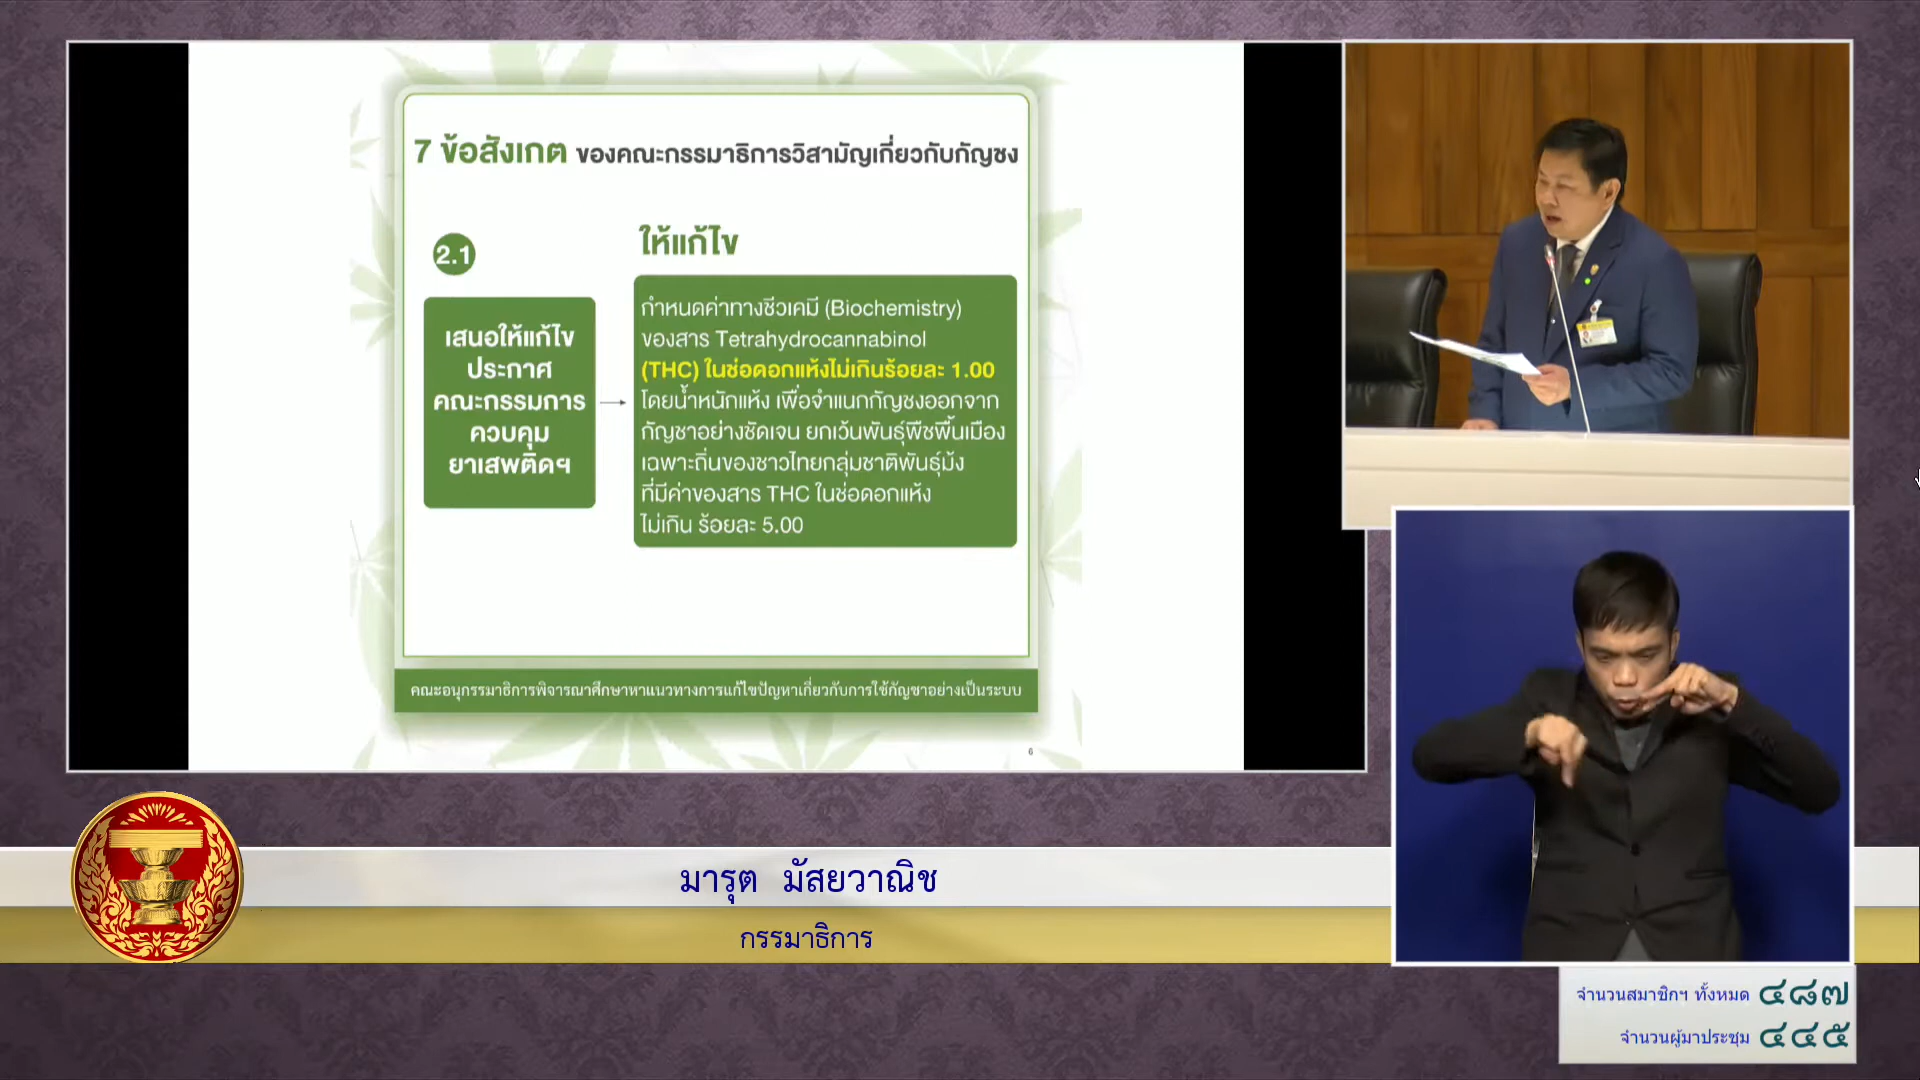 7 ข้อสังเกต ของคณะกรรมาธิการวิสามัญเกี่ยวกับกัญชง
2.1
เสนอให้แก้ไข
ประกาศ
คณะกรรมการ
ควบคุม
ยาเสพติดฯ
ให้แก้ไข
กำหนดค่าทางชีวเคมี (Biochemistry)
ของสาร Tetrahydrocannabinol
(THC) ในช่อดอกแห้งไม่เกินร้อยละ 1.00
โดยน้ำหนักแห้ง เพื่อจำแนกกัญชงออกจาก
กัญชาอย่างชัดเจน ยกเว้นพันธุ์พืชพื้นเมือง
เฉพาะถิ่นของชาวไทยกลุ่มชาติพันธุ์ม้ง
ที่มีค่าของสาร THC ในช่อดอกแห้ง
ไม่เกิน ร้อยละ 5.00
คณะอนุกรรมาธิการพิจารณาศึกษาหาแนวทางการแก้ไขปัญหาเกี่ยวกับการใช้กัญชาอย่างเป็นระบบ
6
มารุต มัสยวาณิช
กรรมาธิการ
จำนวนสมาชิกฯ ทั้งหมด ๔๘๗
จำนวนผู้มาประชุม ๔๔๕